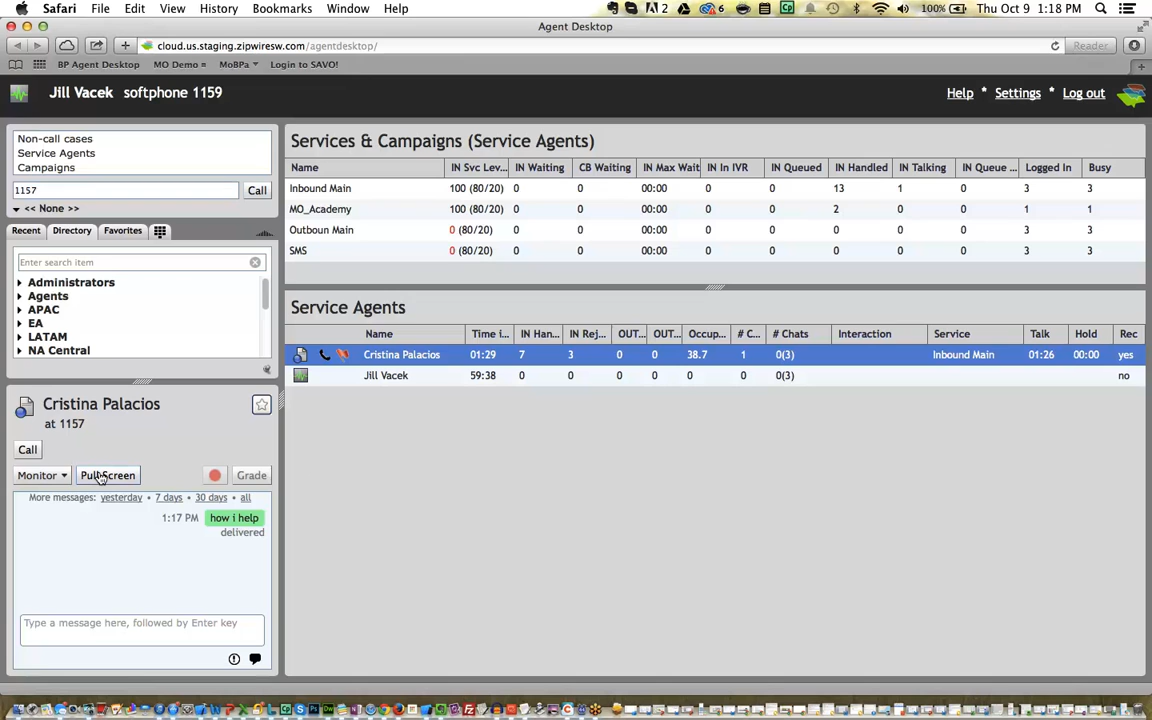 Safari File Edit View History Bookmarks Window Help 2 6 100% Thu Oct 9 1:18 PM
Agent Desktop
cloud.us.staging.zipwiresw.com/agentdesktop/ Reader
BP Agent Desktop MO Demo MoBPa Login to SAVO!
Jill Vacek softphone 1159 Help * Settings * Log out
Non-call cases
Service Agents
Campaigns
1157 Call
<< None >>
Recent Directory Favorites
Enter search item
Administrators
Agents
APAC
EA
LATAM
NA Central
Cristina Palacios
at 1157
Call
Monitor Pull Screen Grade
More messages: yesterday • 7 days • 30 days • all
1:17 PM how i help
delivered
Type a message here, followed by Enter key
Services & Campaigns (Service Agents)
Name IN Svc Lev... IN Waiting CB Waiting IN Max Wait IN In IVR IN Queued IN Handled IN Talking IN Queue ... Logged In Busy
Inbound Main 100 (80/20) 0 0 00:00 0 0 13 1 0 3 3
MO_Academy 100 (80/20) 0 0 00:00 0 0 2 0 0 1 1
Outboun Main 0 (80/20) 0 0 00:00 0 0 0 0 0 3 3
SMS 0 (80/20) 0 0 00:00 0 0 0 0 0 3 3
Service Agents
Name Time i... IN Han... IN Rej... OUT... OUT... Occup... # C... # Chats Interaction Service Talk Hold Rec
Cristina Palacios 01:29 7 3 0 0 38.7 1 0(3) Inbound Main 01:26 00:00 yes
Jill Vacek 59:38 0 0 0 0 0 0 0(3) no